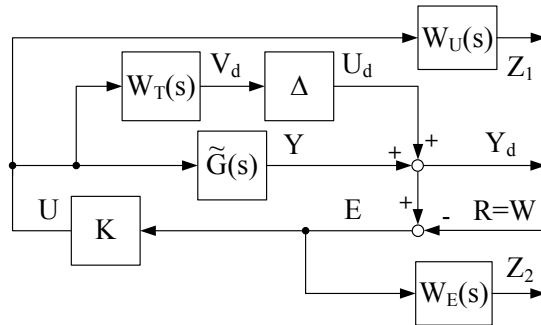 W_U(s)
Z_1
V_d
U_d
W_T(s)
Δ
+
Y
Y_d
G̃(s)
+
+
U
E
-
R=W
K
W_E(s)
Z_2